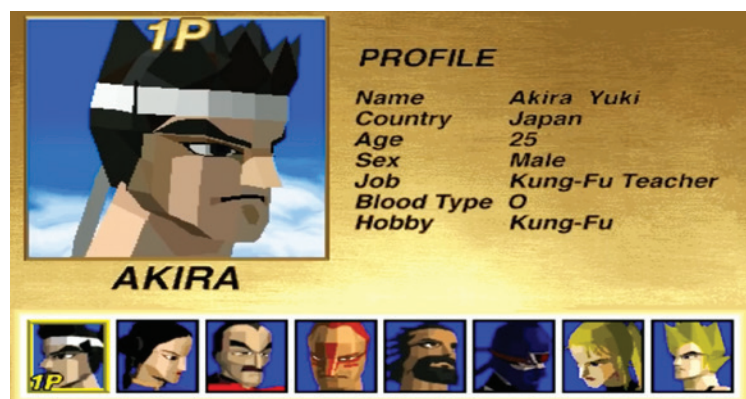 1P
PROFILE
Name Akira Yuki
Country Japan
Age 25
Sex Male
Job Kung-Fu Teacher
Blood Type O
Hobby Kung-Fu
AKIRA
1P